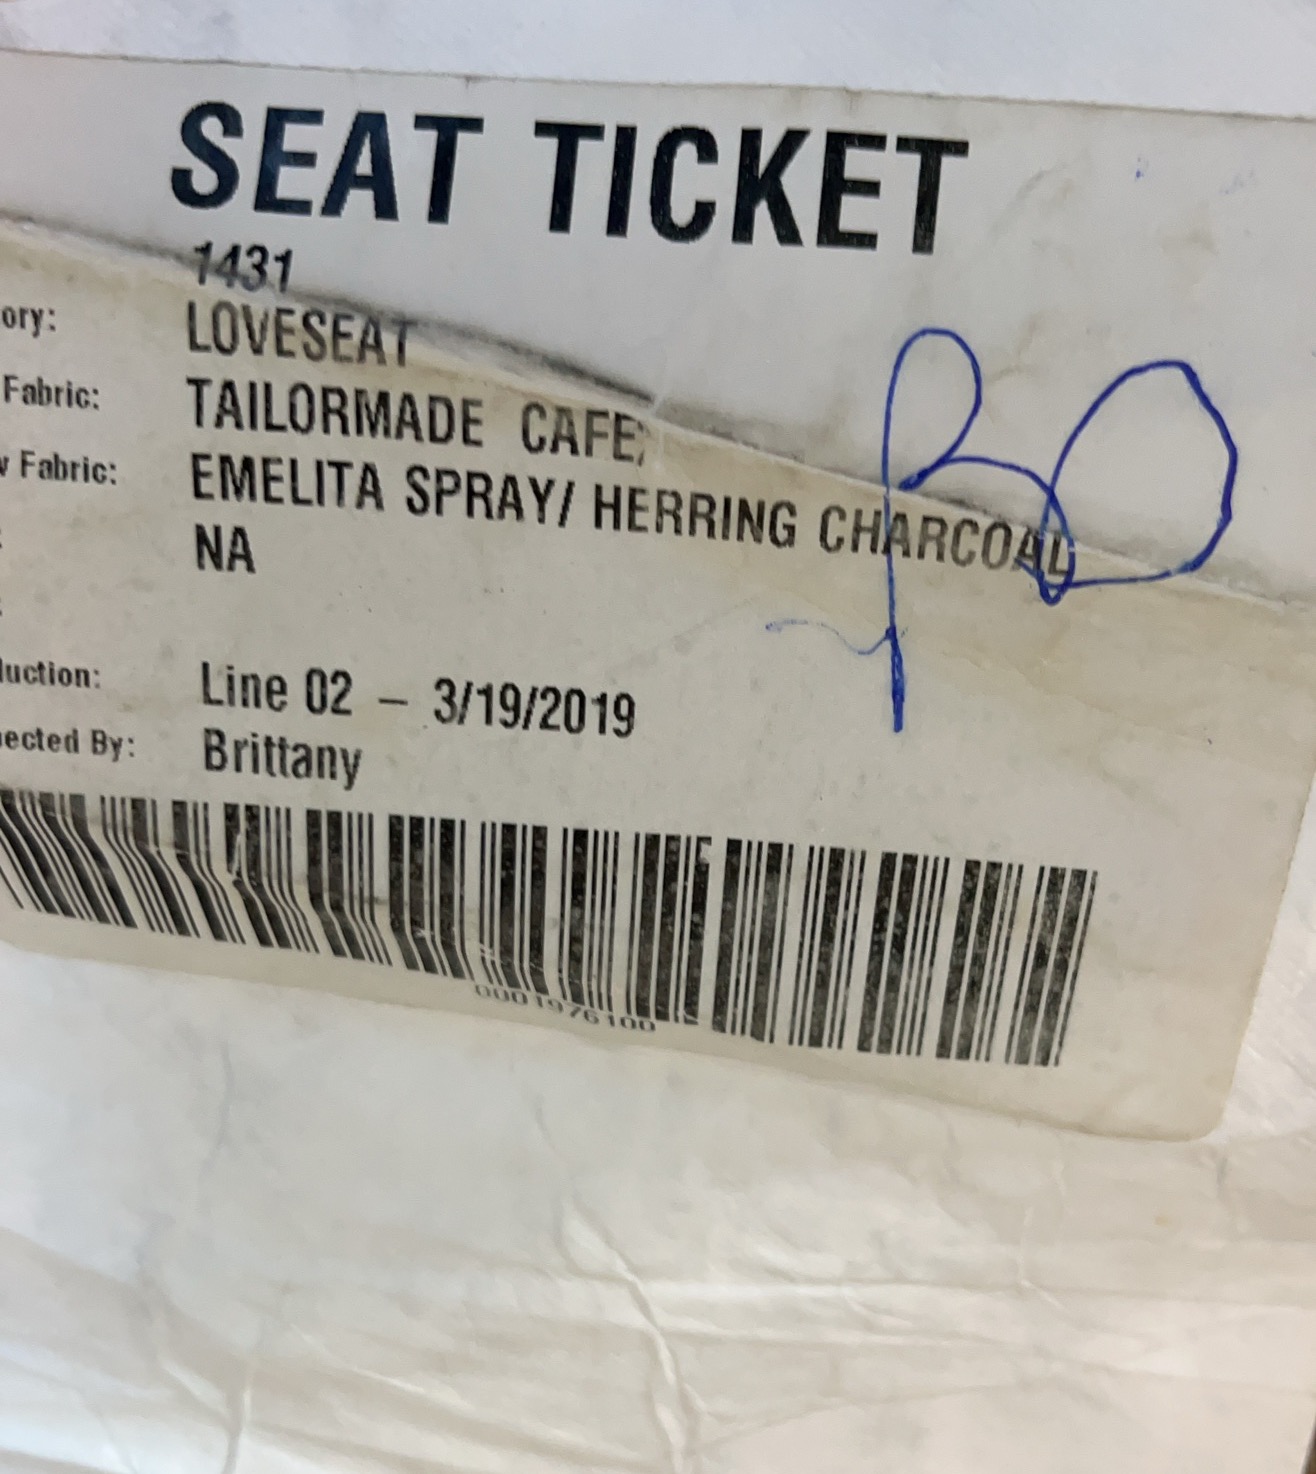 SEAT TICKET
1431
ory: LOVESEAT
Fabric: TAILORMADE CAFE;
w Fabric: EMELITA SPRAY/ HERRING CHARCOAL
: NA
:
duction: Line 02 – 3/19/2019
ected By: Brittany
0001976100